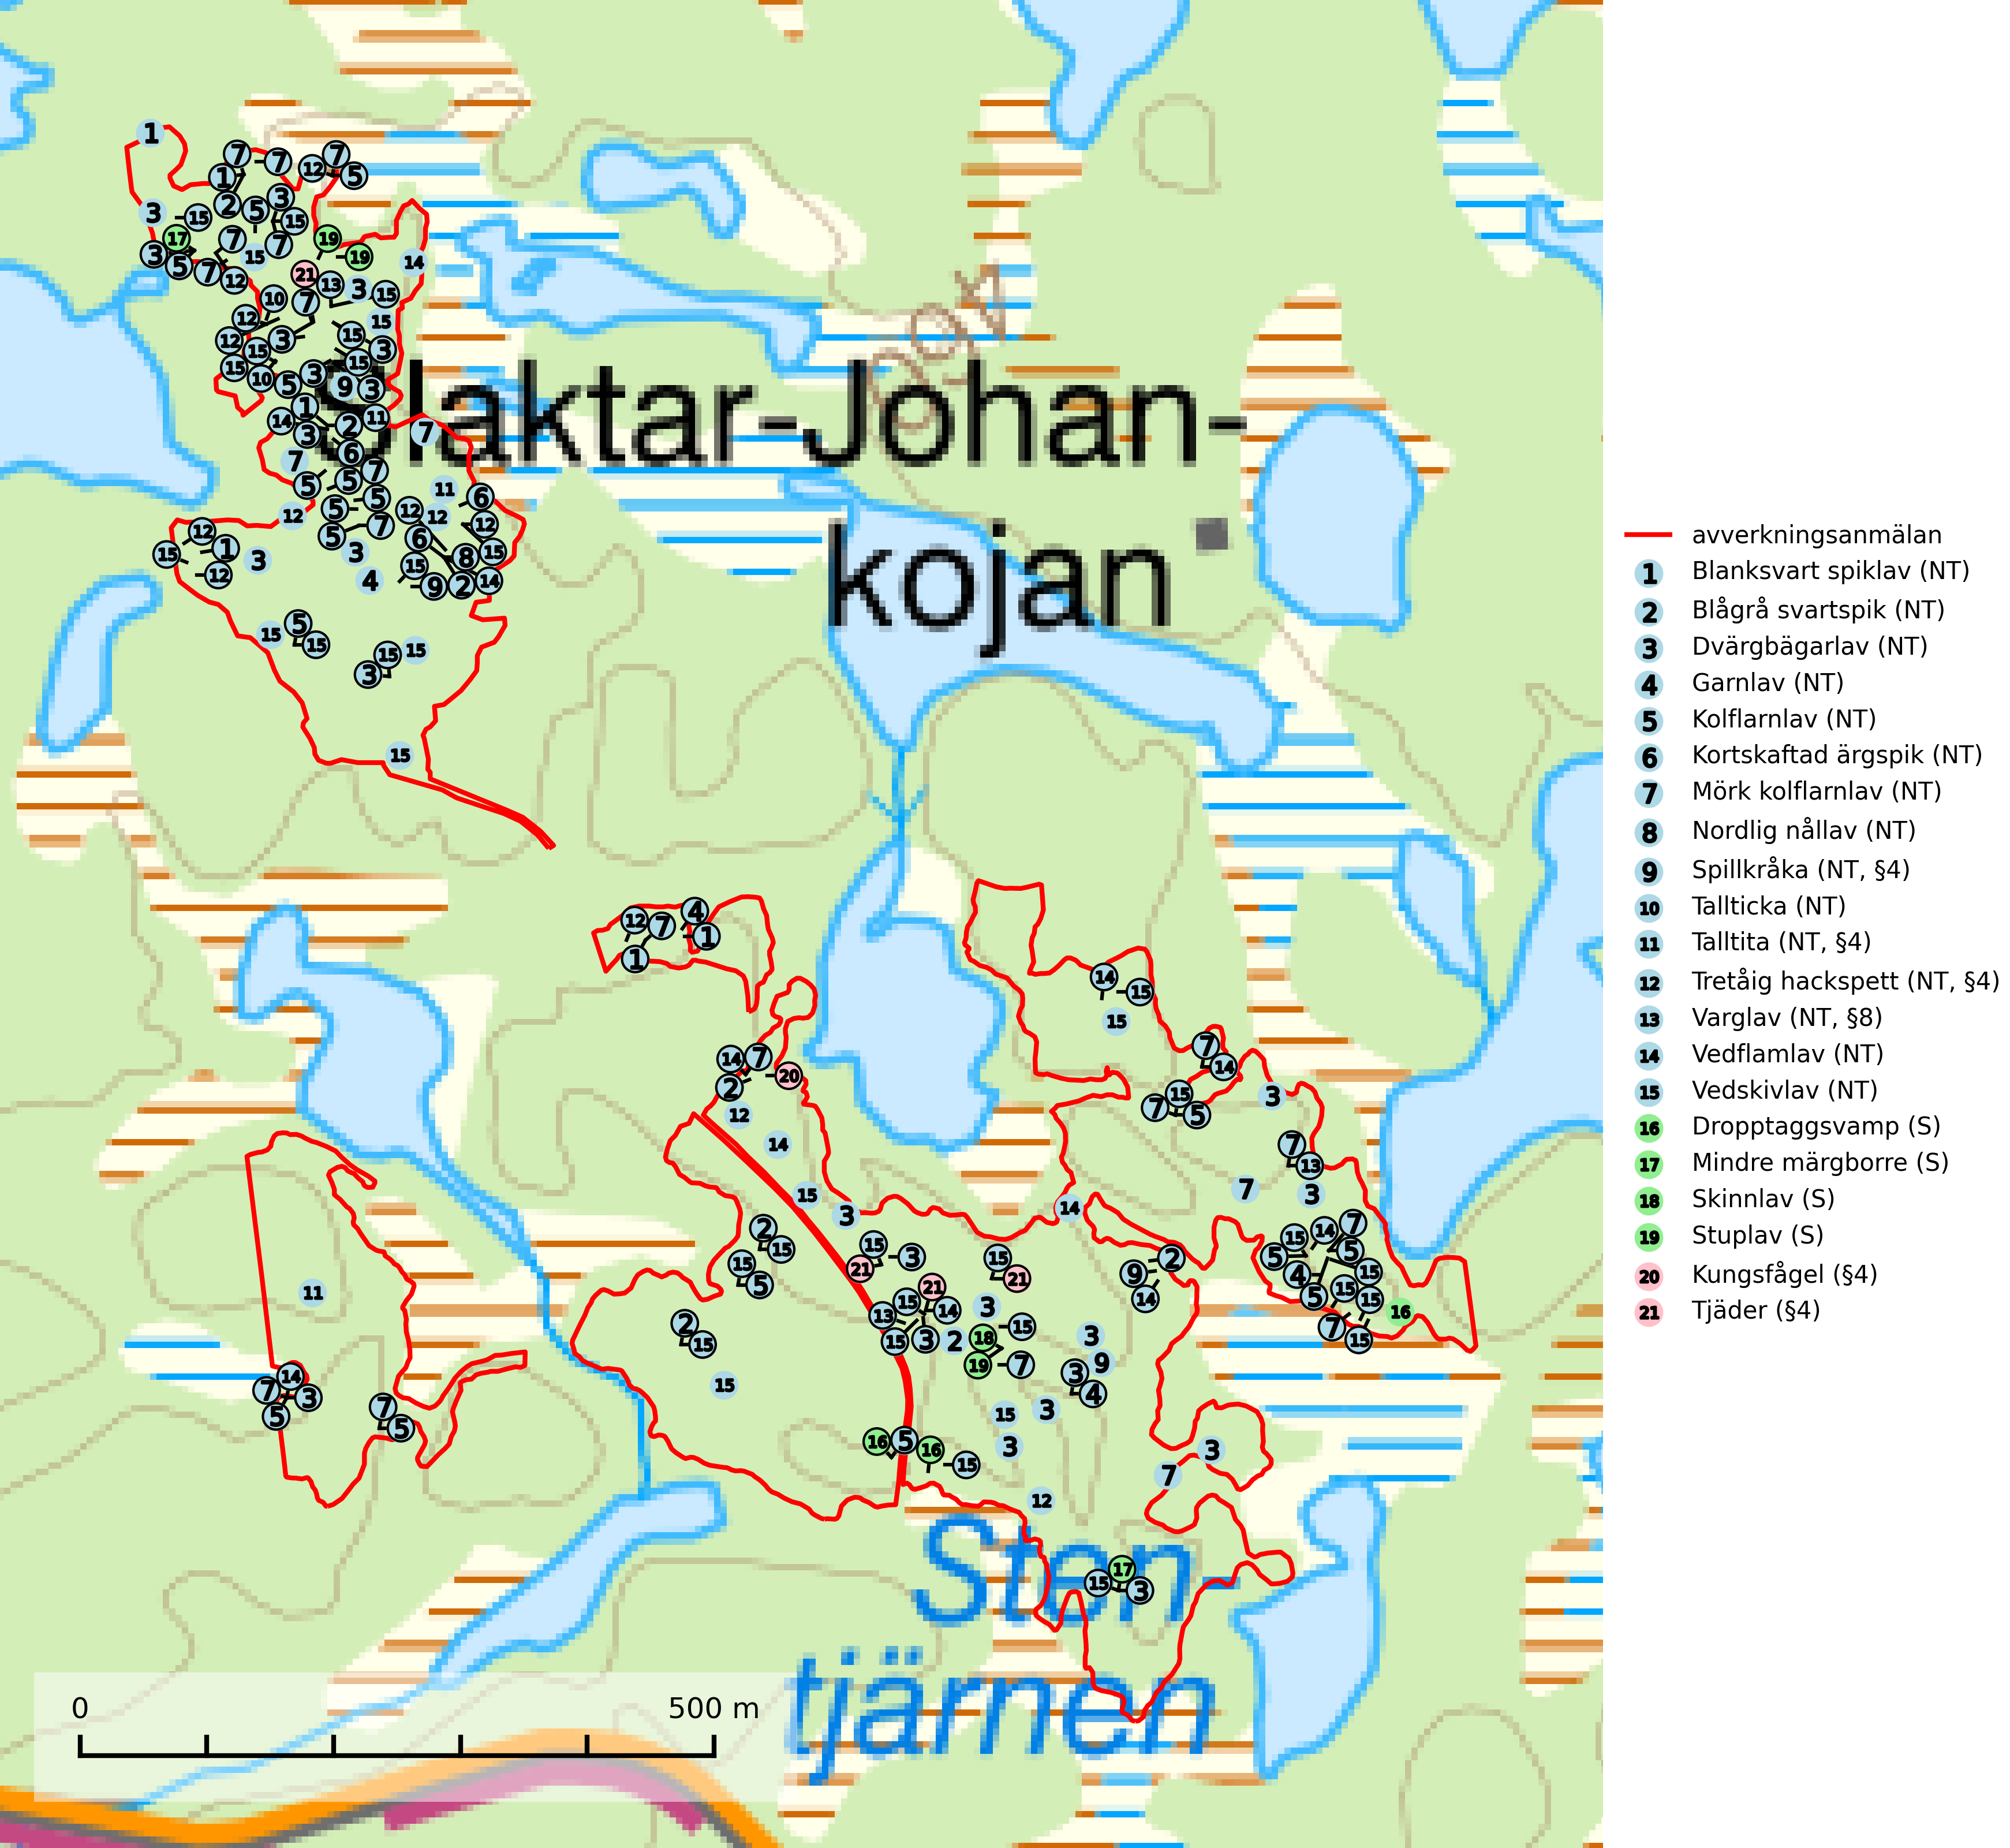 Slaktar-Johan-
kojan
Sten-
tjärnen
0 500 m
avverkningsanmälan
1 Blanksvart spiklav (NT)
2 Blågrå svartspik (NT)
3 Dvärgbägarlav (NT)
4 Garnlav (NT)
5 Kolflarnlav (NT)
6 Kortskaftad ärgspik (NT)
7 Mörk kolflarnlav (NT)
8 Nordlig nållav (NT)
9 Spillkråka (NT, §4)
10 Tallticka (NT)
11 Talltita (NT, §4)
12 Tretåig hackspett (NT, §4)
13 Varglav (NT, §8)
14 Vedflamlav (NT)
15 Vedskivlav (NT)
16 Dropptaggsvamp (S)
17 Mindre märgborre (S)
18 Skinnlav (S)
19 Stuplav (S)
20 Kungsfågel (§4)
21 Tjäder (§4)